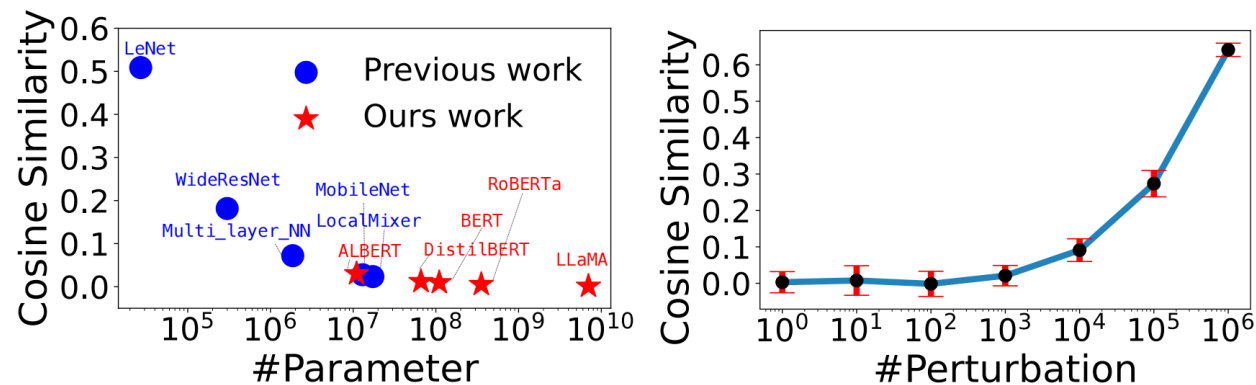 Cosine Similarity
0.6
0.5
0.4
0.3
0.2
0.1
0.0
LeNet
Previous work
Ours work
WideResNet
MobileNet
RoBERTa
Multi_layer_NN
LocalMixer
BERT
ALBERT
DistilBERT
LLaMA
10^5
10^6
10^7
10^8
10^9
10^10
#Parameter
Cosine Similarity
0.6
0.5
0.4
0.3
0.2
0.1
0.0
10^0
10^1
10^2
10^3
10^4
10^5
10^6
#Perturbation